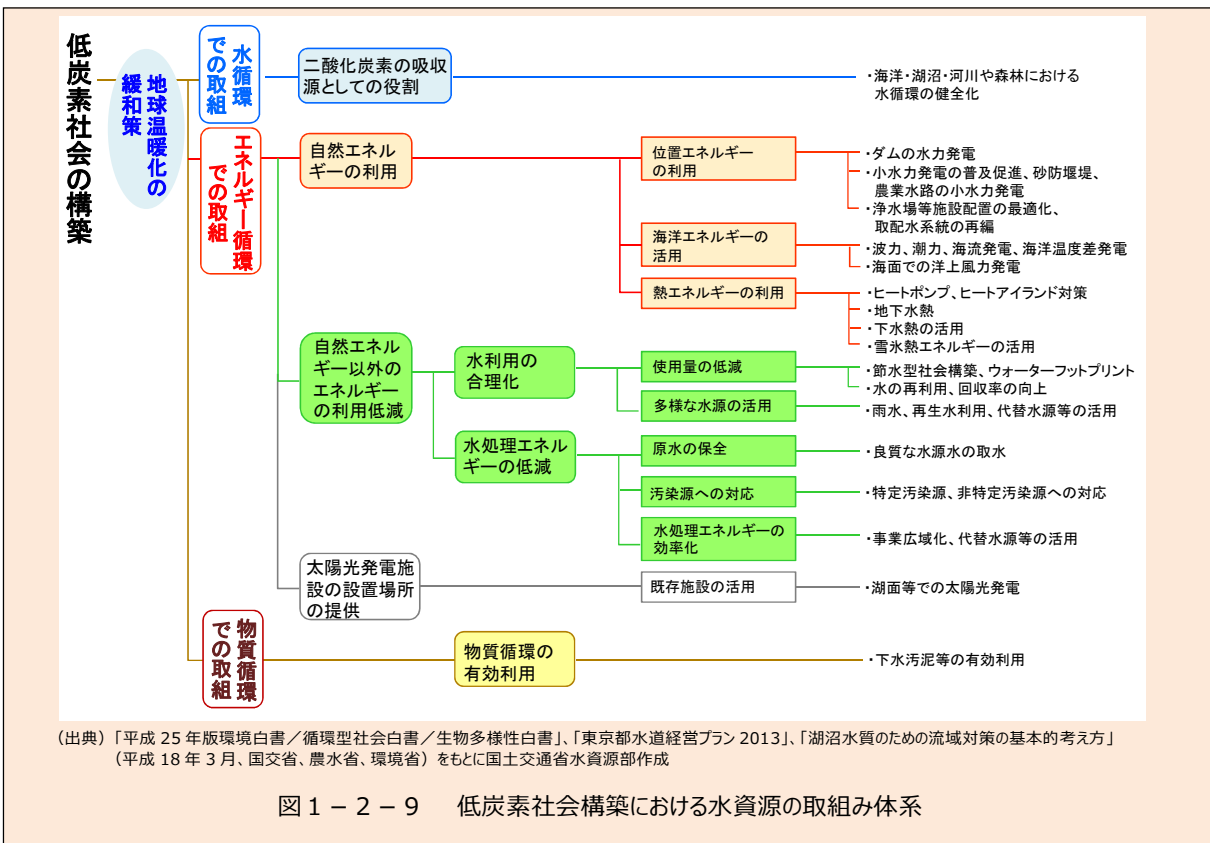 低炭素社会の構築
地球温暖化の
緩和策
水循環
での取組
二酸化炭素の吸収
源としての役割
・海洋・湖沼・河川や森林における
水循環の健全化
エネルギー循環
での取組
自然エネル
ギーの利用
位置エネルギー
の利用
・ダムの水力発電
・小水力発電の普及促進、砂防堰堤、
農業水路の小水力発電
・浄水場等施設配置の最適化、
取配水系統の再編
海洋エネルギーの
活用
・波力、潮力、海流発電、海洋温度差発電
・海面での洋上風力発電
熱エネルギーの利用
・ヒートポンプ、ヒートアイランド対策
・地下水熱
・下水熱の活用
・雪氷熱エネルギーの活用
自然エネル
ギー以外の
エネルギー
の利用低減
水利用の
合理化
使用量の低減
・節水型社会構築、ウォーターフットプリント
・水の再利用、回収率の向上
多様な水源の活用
・雨水、再生水利用、代替水源等の活用
水処理エネル
ギーの低減
原水の保全
・良質な水源水の取水
汚染源への対応
・特定汚染源、非特定汚染源への対応
水処理エネルギーの
効率化
・事業広域化、代替水源等の活用
太陽光発電施
設の設置場所
の提供
既存施設の活用
・湖面等での太陽光発電
物質循環
での取組
物質循環の
有効利用
・下水汚泥等の有効利用
（出典）「平成 25 年版環境白書／循環型社会白書／生物多様性白書」、「東京都水道経営プラン 2013」、「湖沼水質のための流域対策の基本的考え方」
（平成 18 年 3 月、国交省、農水省、環境省）をもとに国土交通省水資源部作成
図１－２－９ 低炭素社会構築における水資源の取組み体系